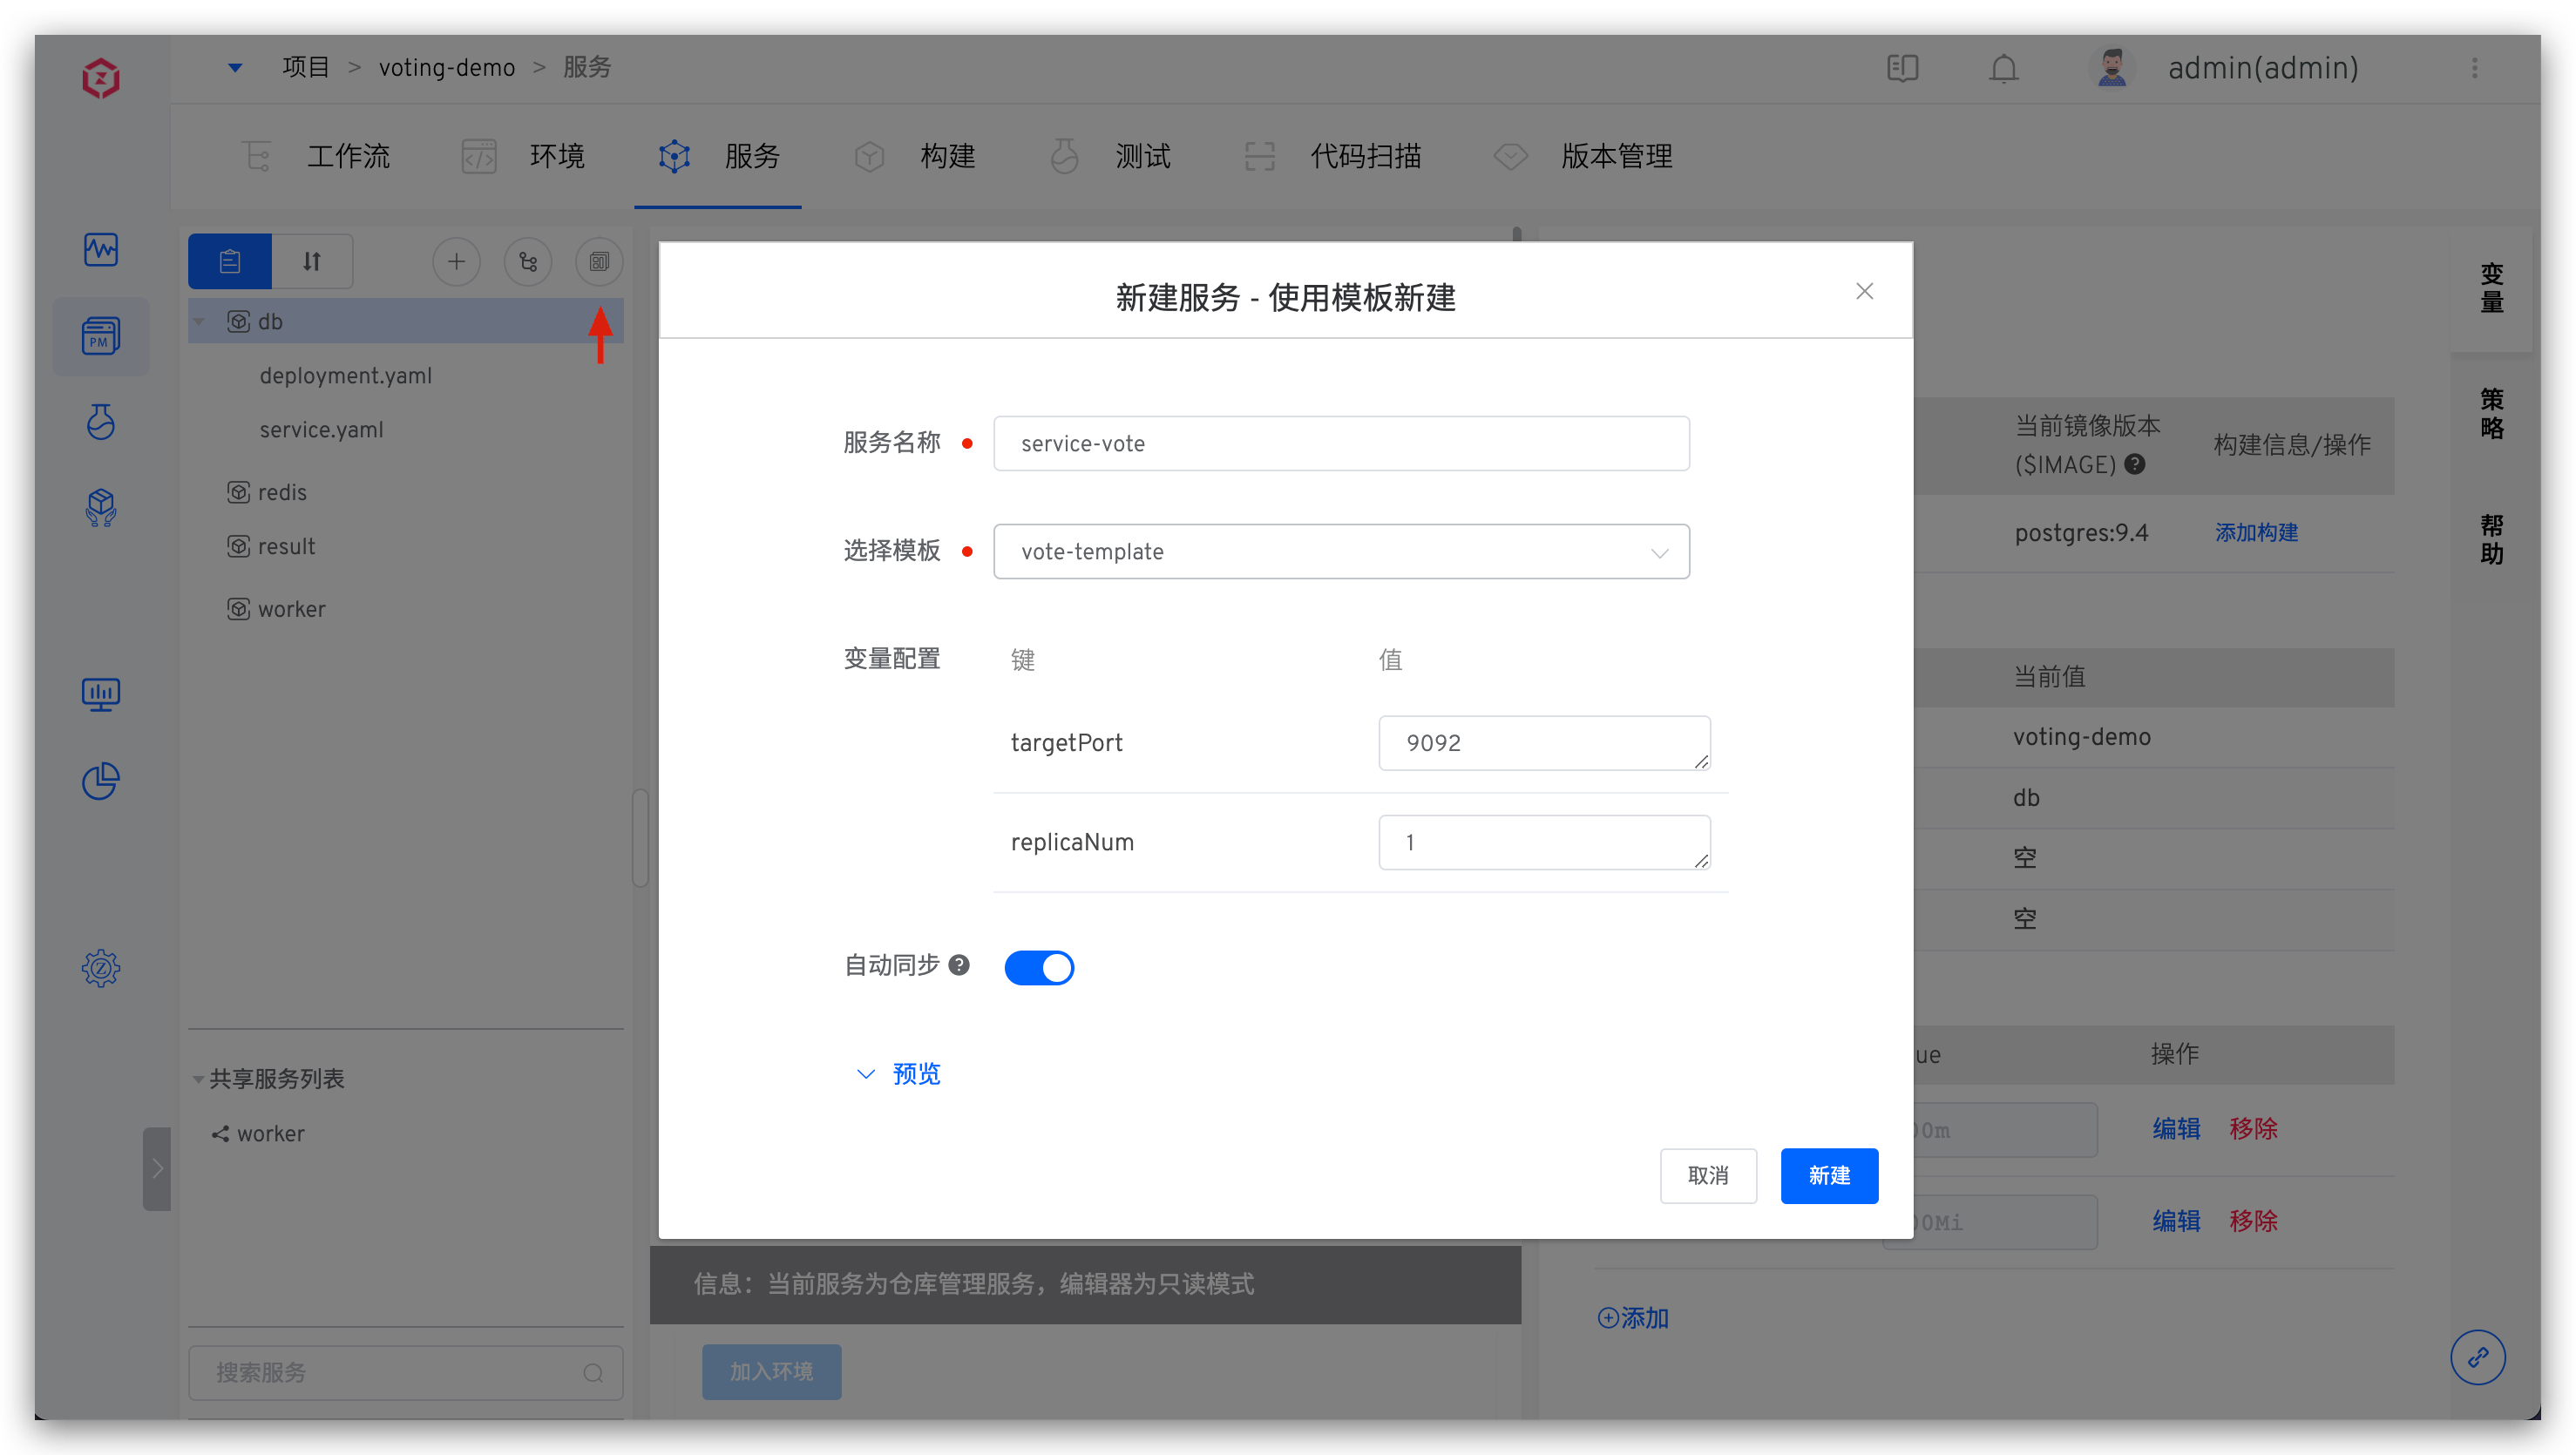 项目 > voting-demo > 服务
admin(admin)
工作流
环境
服务
构建
测试
代码扫描
版本管理
PM
db
deployment.yaml
service.yaml
redis
result
worker
共享服务列表
worker
搜索服务
新建服务 - 使用模板新建
服务名称
service-vote
选择模板
vote-template
变量配置 键 值
targetPort 9092
replicaNum 1
自动同步
预览
取消
新建
信息：当前服务为仓库管理服务，编辑器为只读模式
加入环境
当前镜像版本
($IMAGE)
构建信息/操作
postgres:9.4
添加构建
当前值
voting-demo
db
空
空
操作
编辑 移除
编辑 移除
添加
变量
策略
帮助